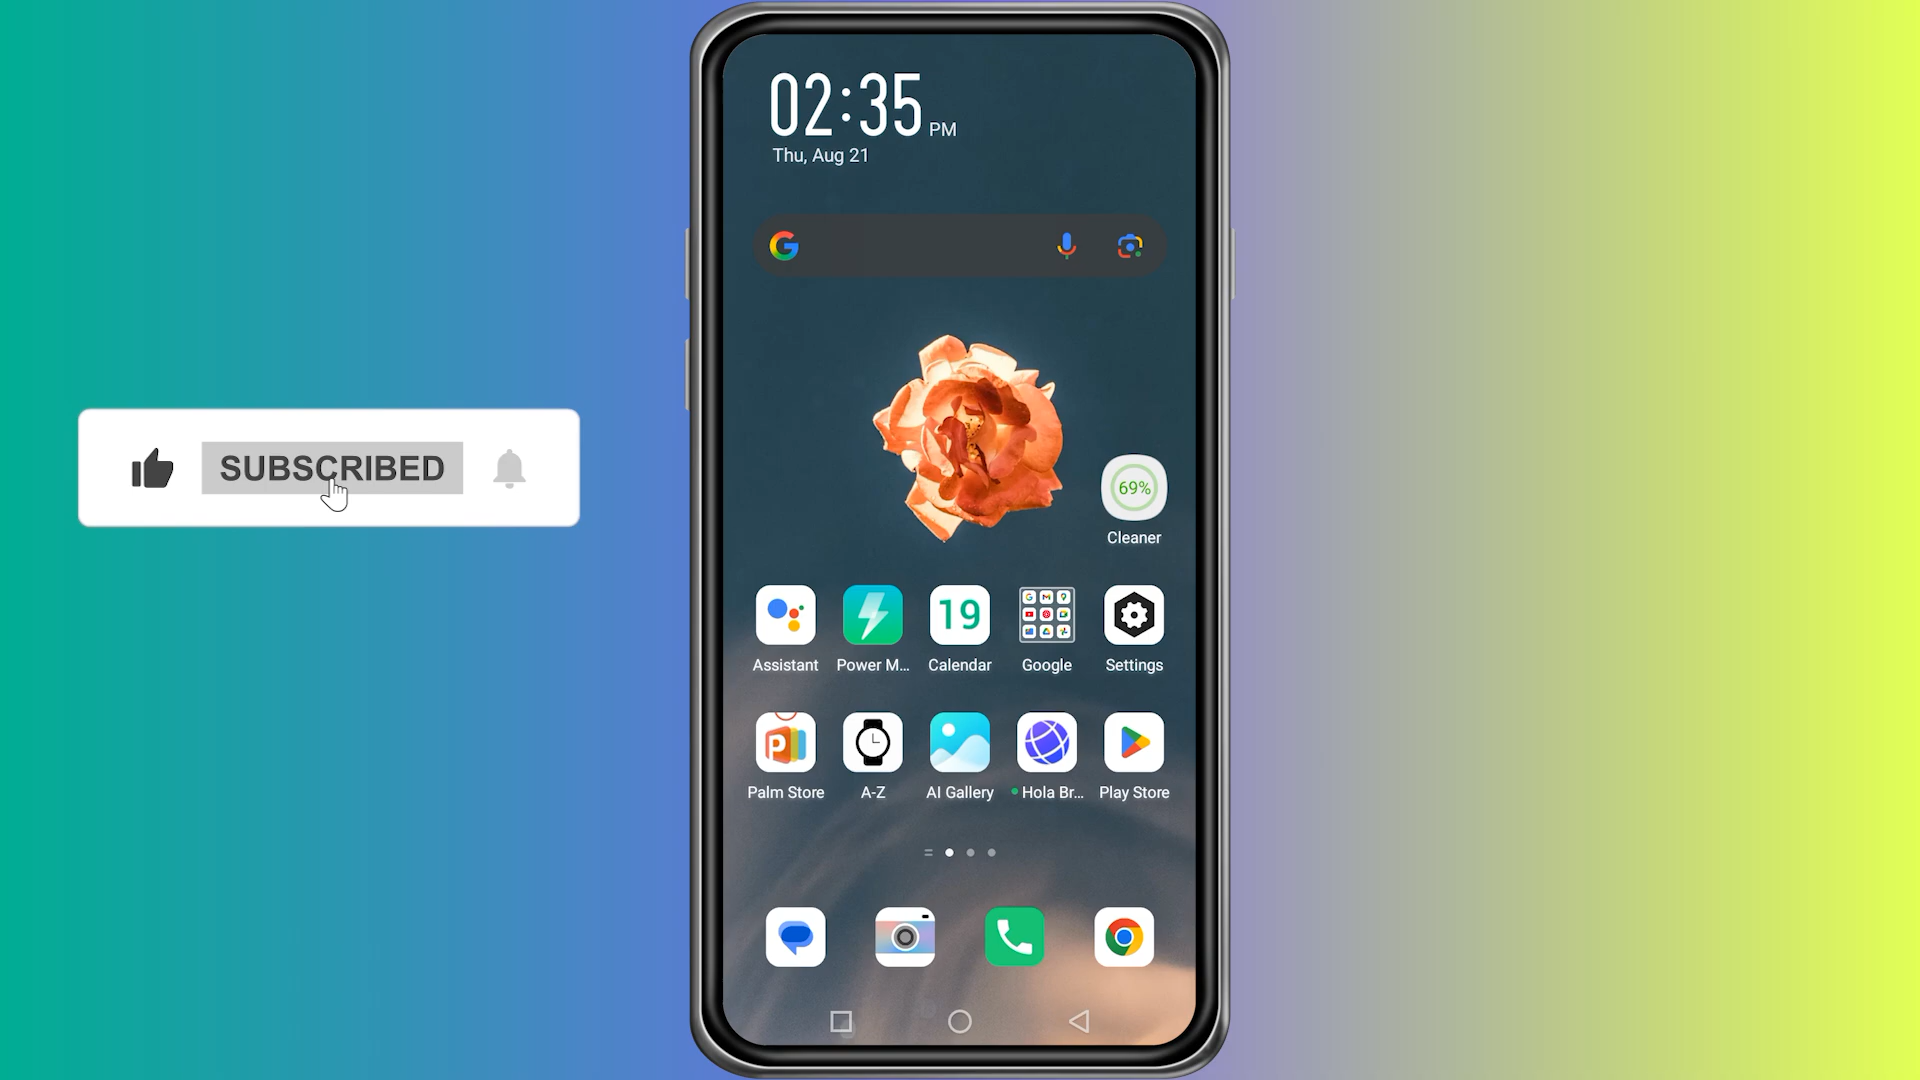 02:35 PM
Thu, Aug 21
SUBSCRIBED
69%
Cleaner
19
Assistant
Power M...
Calendar
Google
Settings
Palm Store
A-Z
AI Gallery
Hola Br...
Play Store